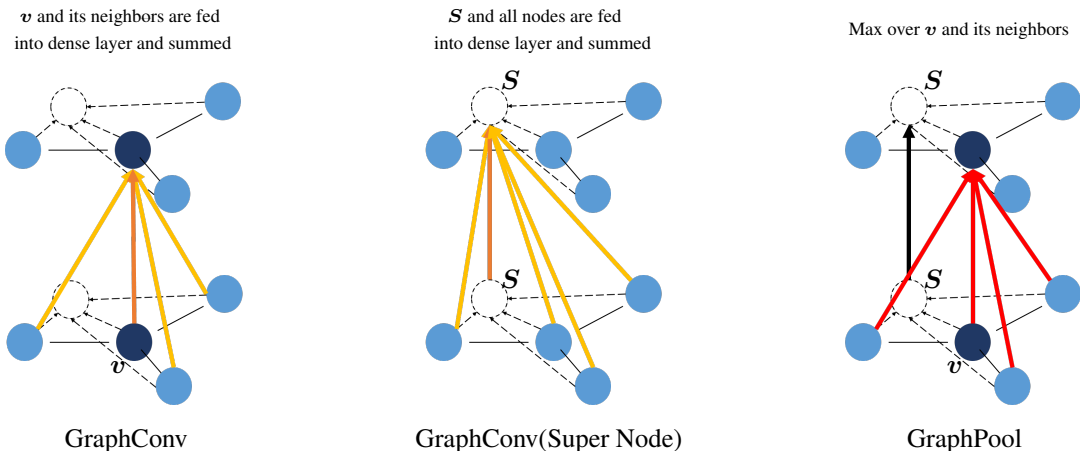 v and its neighbors are fed
into dense layer and summed
S and all nodes are fed
into dense layer and summed
Max over v and its neighbors
S
S
S
S
v
v
GraphConv
GraphConv(Super Node)
GraphPool